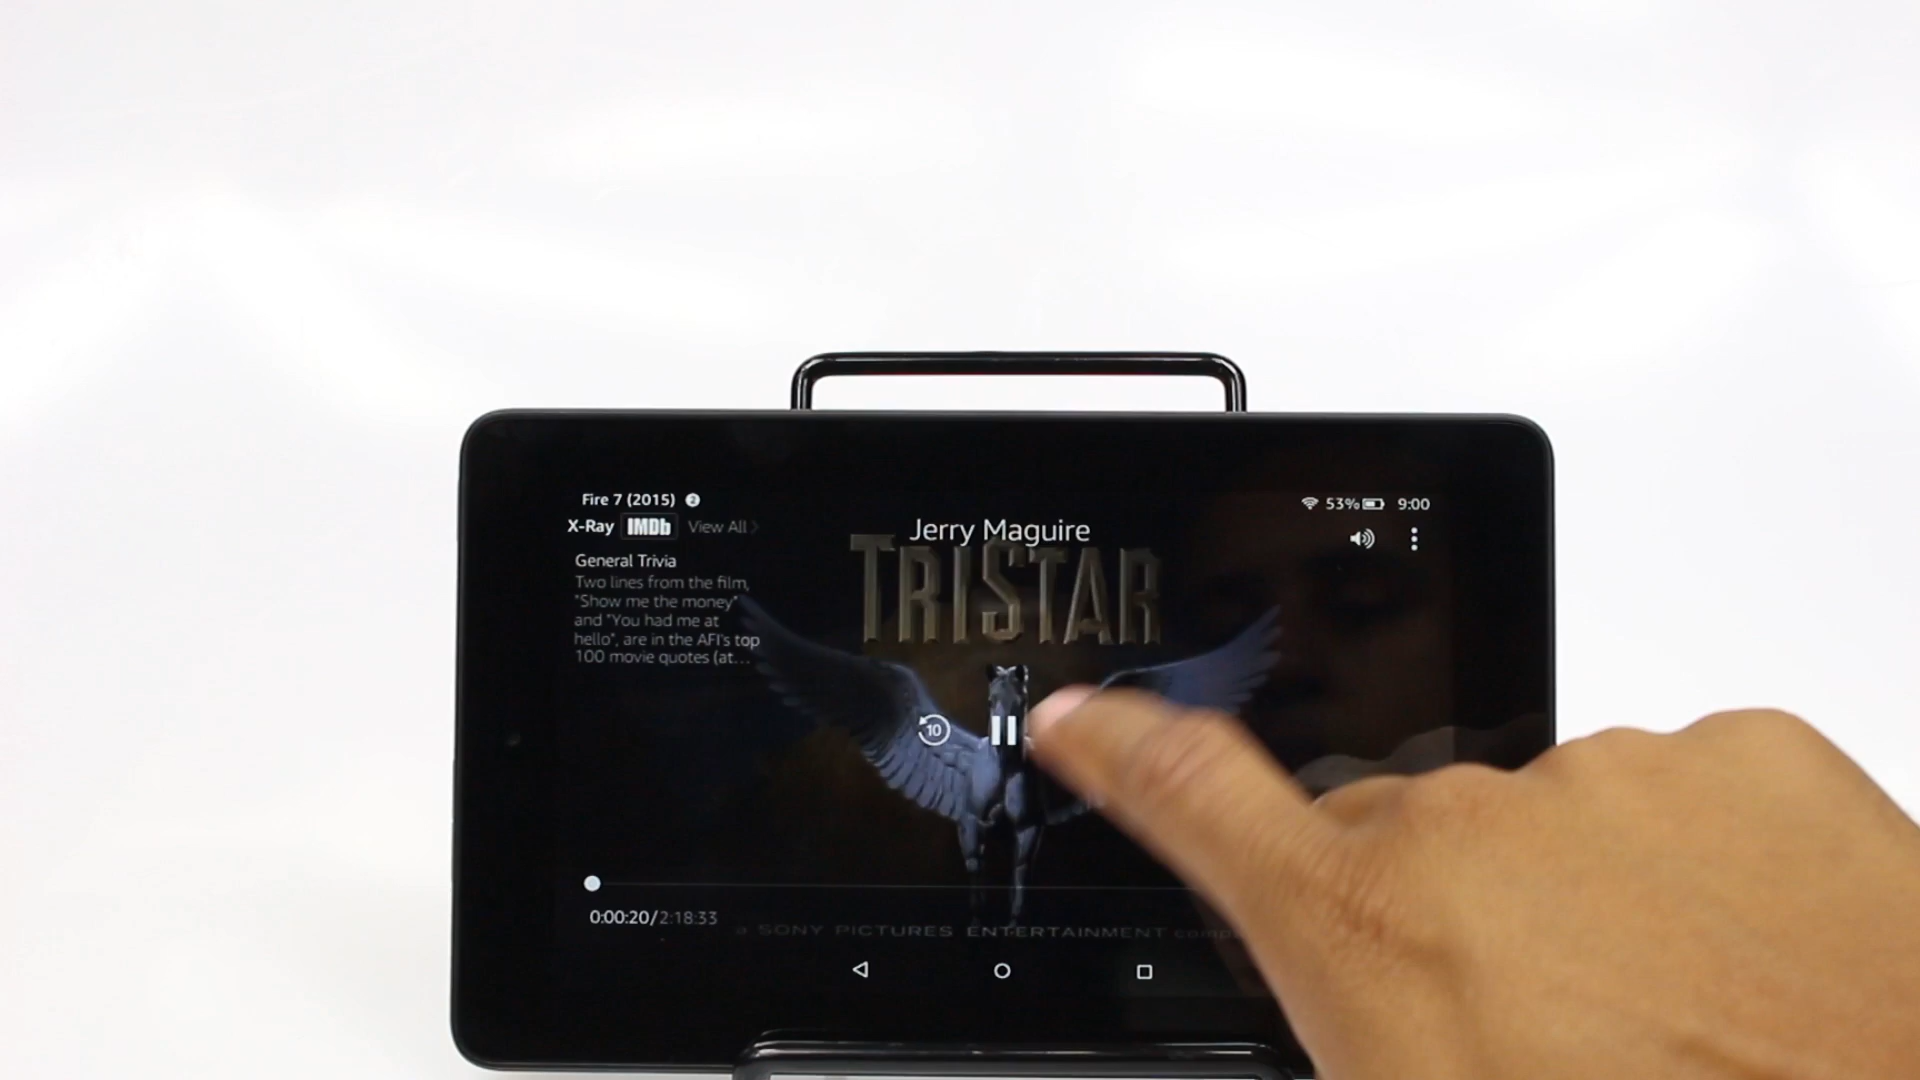 Fire 7 (2015) 2
53% 9:00
X-Ray IMDb View All
Jerry Maguire
TRISTAR
General Trivia
Two lines from the film,
"Show me the money"
and "You had me at
hello", are in the AFI's top
100 movie quotes (at...
10
0:00:20/2:18:33
a SONY PICTURES ENTERTAINMENT